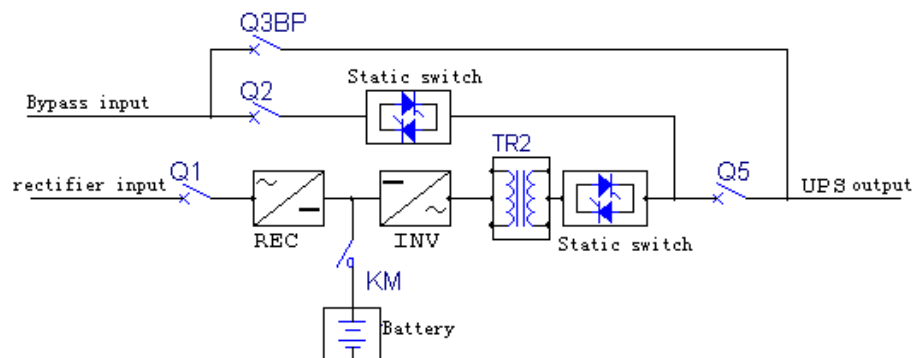 Q3BP
Static switch
Q2
Bypass input
TR2
Q1
Q5
rectifier input
UPS output
REC
INV
Static switch
KM
Battery